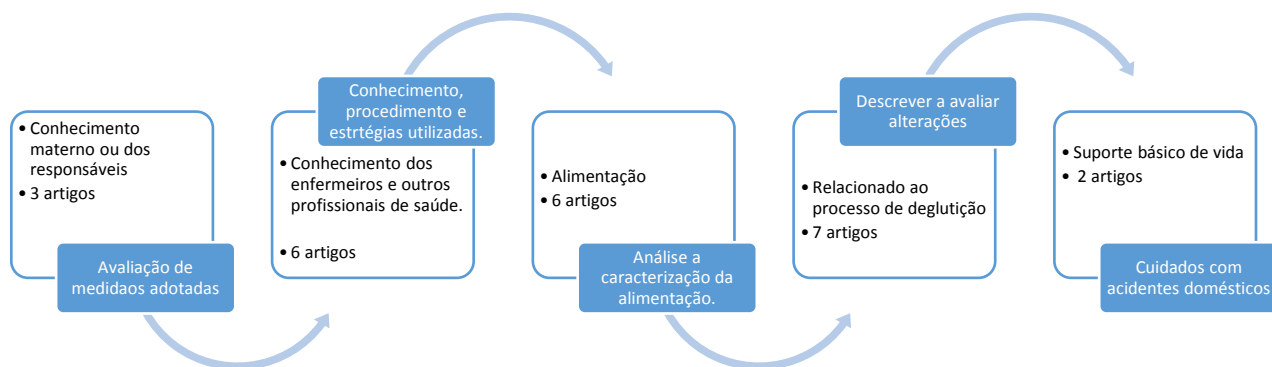 • Conhecimento
materno ou dos
responsáveis
• 3 artigos
Avaliação de
medidaos adotadas
Conhecimento,
procedimento e
estrtégias utilizadas.
• Conhecimento dos
enfermeiros e outros
profissionais de saúde.
• 6 artigos
• Alimentação
• 6 artigos
Análise a
caracterização da
alimentação.
Descrever a avaliar
alterações
• Relacionado ao
processo de deglutição
• 7 artigos
• Suporte básico de vida
• 2 artigos
Cuidados com
acidentes domésticos